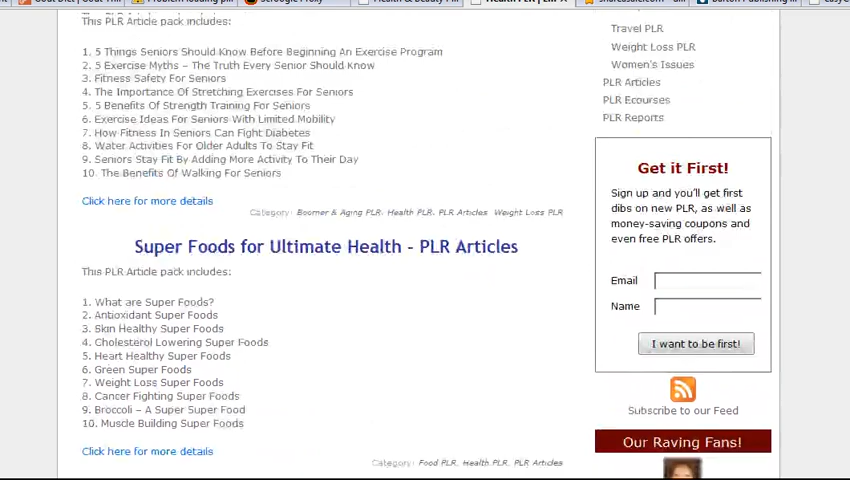 This PLR Article pack includes:
1. 5 Things Seniors Should Know Before Beginning An Exercise Program
2. 5 Exercise Myths – The Truth Every Senior Should Know
3. Fitness Safety For Seniors
4. The Importance Of Stretching Exercises For Seniors
5. 5 Benefits Of Strength Training For Seniors
6. Exercise Ideas For Seniors With Limited Mobility
7. How Fitness In Seniors Can Fight Diabetes
8. Water Activities For Older Adults To Stay Fit
9. Seniors Stay Fit By Adding More Activity To Their Day
10. The Benefits Of Walking For Seniors
Click here for more details
Category: Boomer & Aging PLR, Health PLR, PLR Articles Weight Loss PLR
Super Foods for Ultimate Health - PLR Articles
This PLR Article pack includes:
1. What are Super Foods?
2. Antioxidant Super Foods
3. Skin Healthy Super Foods
4. Cholesterol Lowering Super Foods
5. Heart Healthy Super Foods
6. Green Super Foods
7. Weight Loss Super Foods
8. Cancer Fighting Super Foods
9. Broccoli – A Super Super Food
10. Muscle Building Super Foods
Click here for more details
Category: Food PLR, Health PLR, PLR Articles
Travel PLR
Weight Loss PLR
Women's Issues
PLR Articles
PLR Ecourses
PLR Reports
Get it First!
Sign up and you'll get first
dibs on new PLR, as well as
money-saving coupons and
even free PLR offers.
Email
Name
I want to be first!
Subscribe to our Feed
Our Raving Fans!